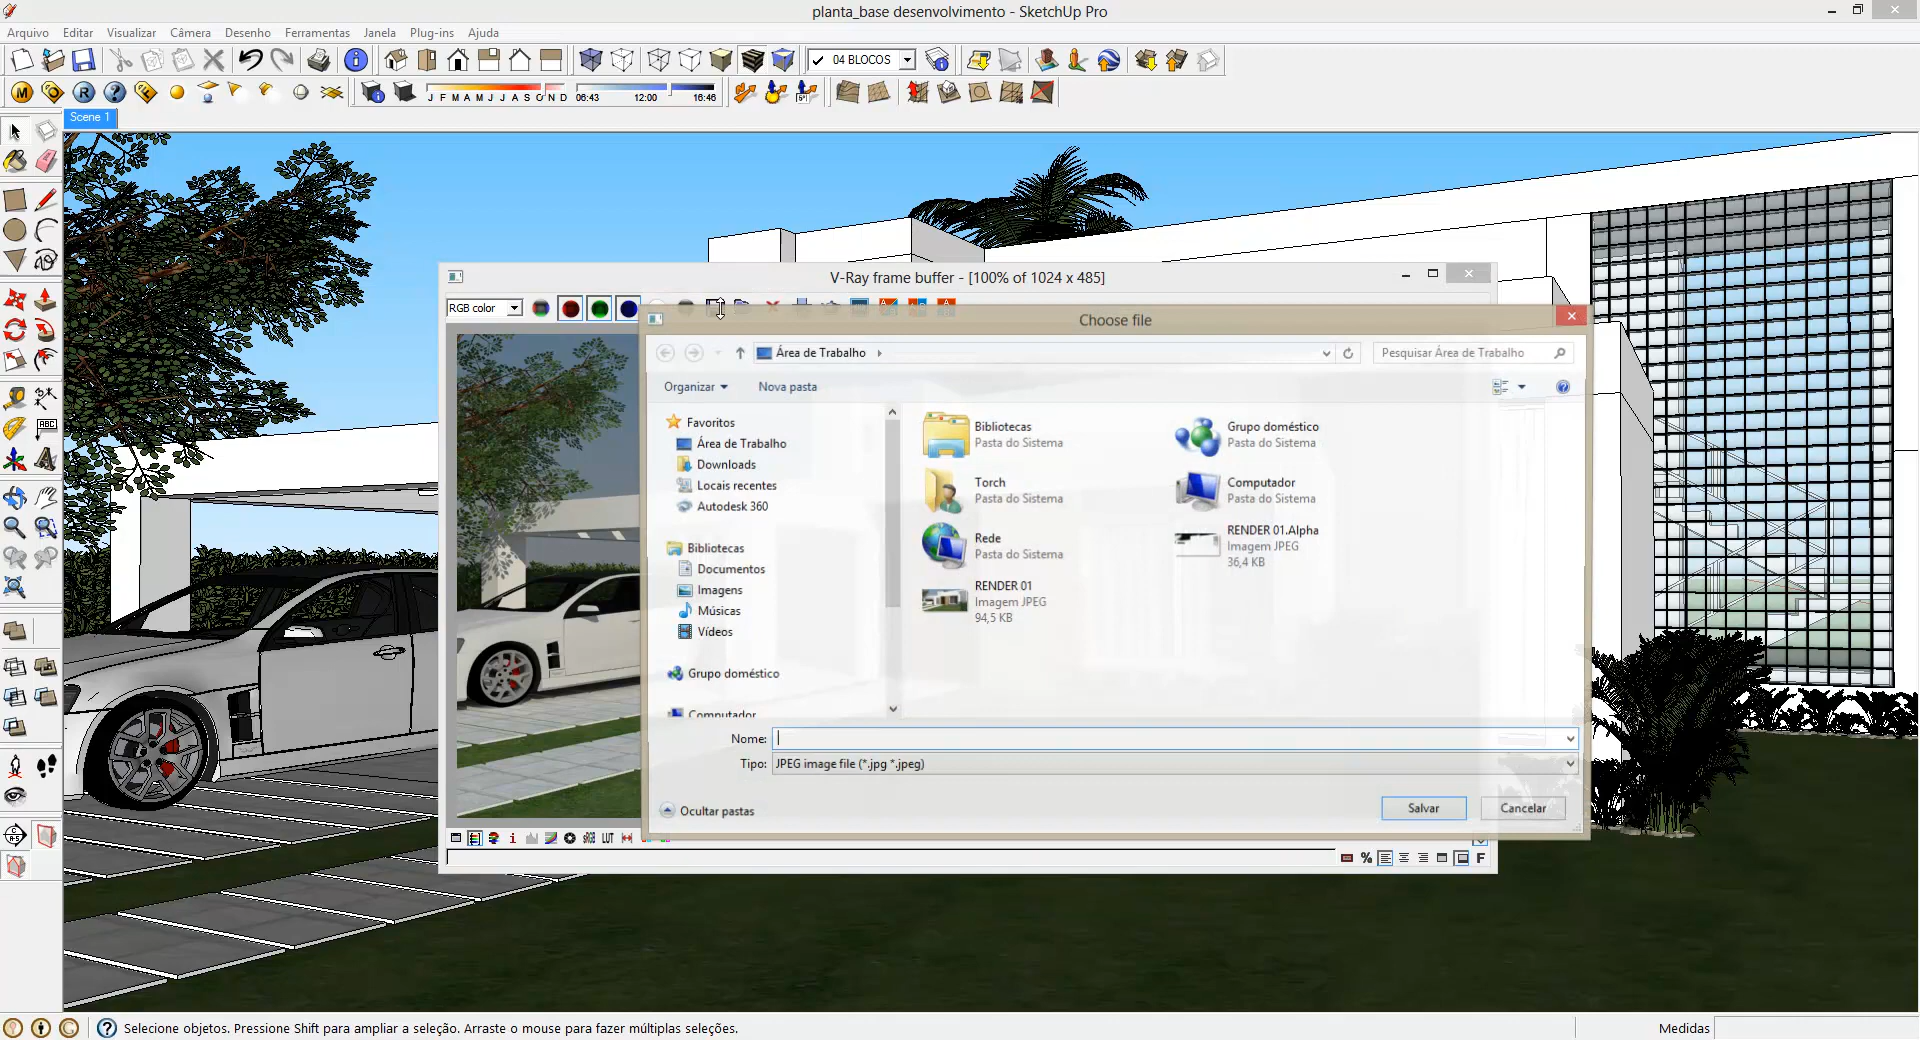 planta_base desenvolvimento - SketchUp Pro
Arquivo Editar Visualizar Câmera Desenho Ferramentas Janela Plug-ins Ajuda
04 BLOCOS
J F M A M J J A S O N D 06:43 12:00 16:46
Scene 1
V-Ray frame buffer - [100% of 1024 x 485]
RGB color
Choose file
Área de Trabalho
Pesquisar Área de Trabalho
Organizar Nova pasta
Favoritos
Área de Trabalho
Downloads
Locais recentes
Autodesk 360
Bibliotecas
Documentos
Imagens
Músicas
Vídeos
Grupo doméstico
Computador
Bibliotecas
Pasta do Sistema
Grupo doméstico
Pasta do Sistema
Torch
Pasta do Sistema
Computador
Pasta do Sistema
Rede
Pasta do Sistema
RENDER 01.Alpha
Imagem JPEG
36,4 KB
RENDER 01
Imagem JPEG
94,5 KB
Nome:
Tipo: JPEG image file (*.jpg *.jpeg)
Ocultar pastas
Salvar Cancelar
sRGB LUT
% F
ABC
Selecione objetos. Pressione Shift para ampliar a seleção. Arraste o mouse para fazer múltiplas seleções.
Medidas